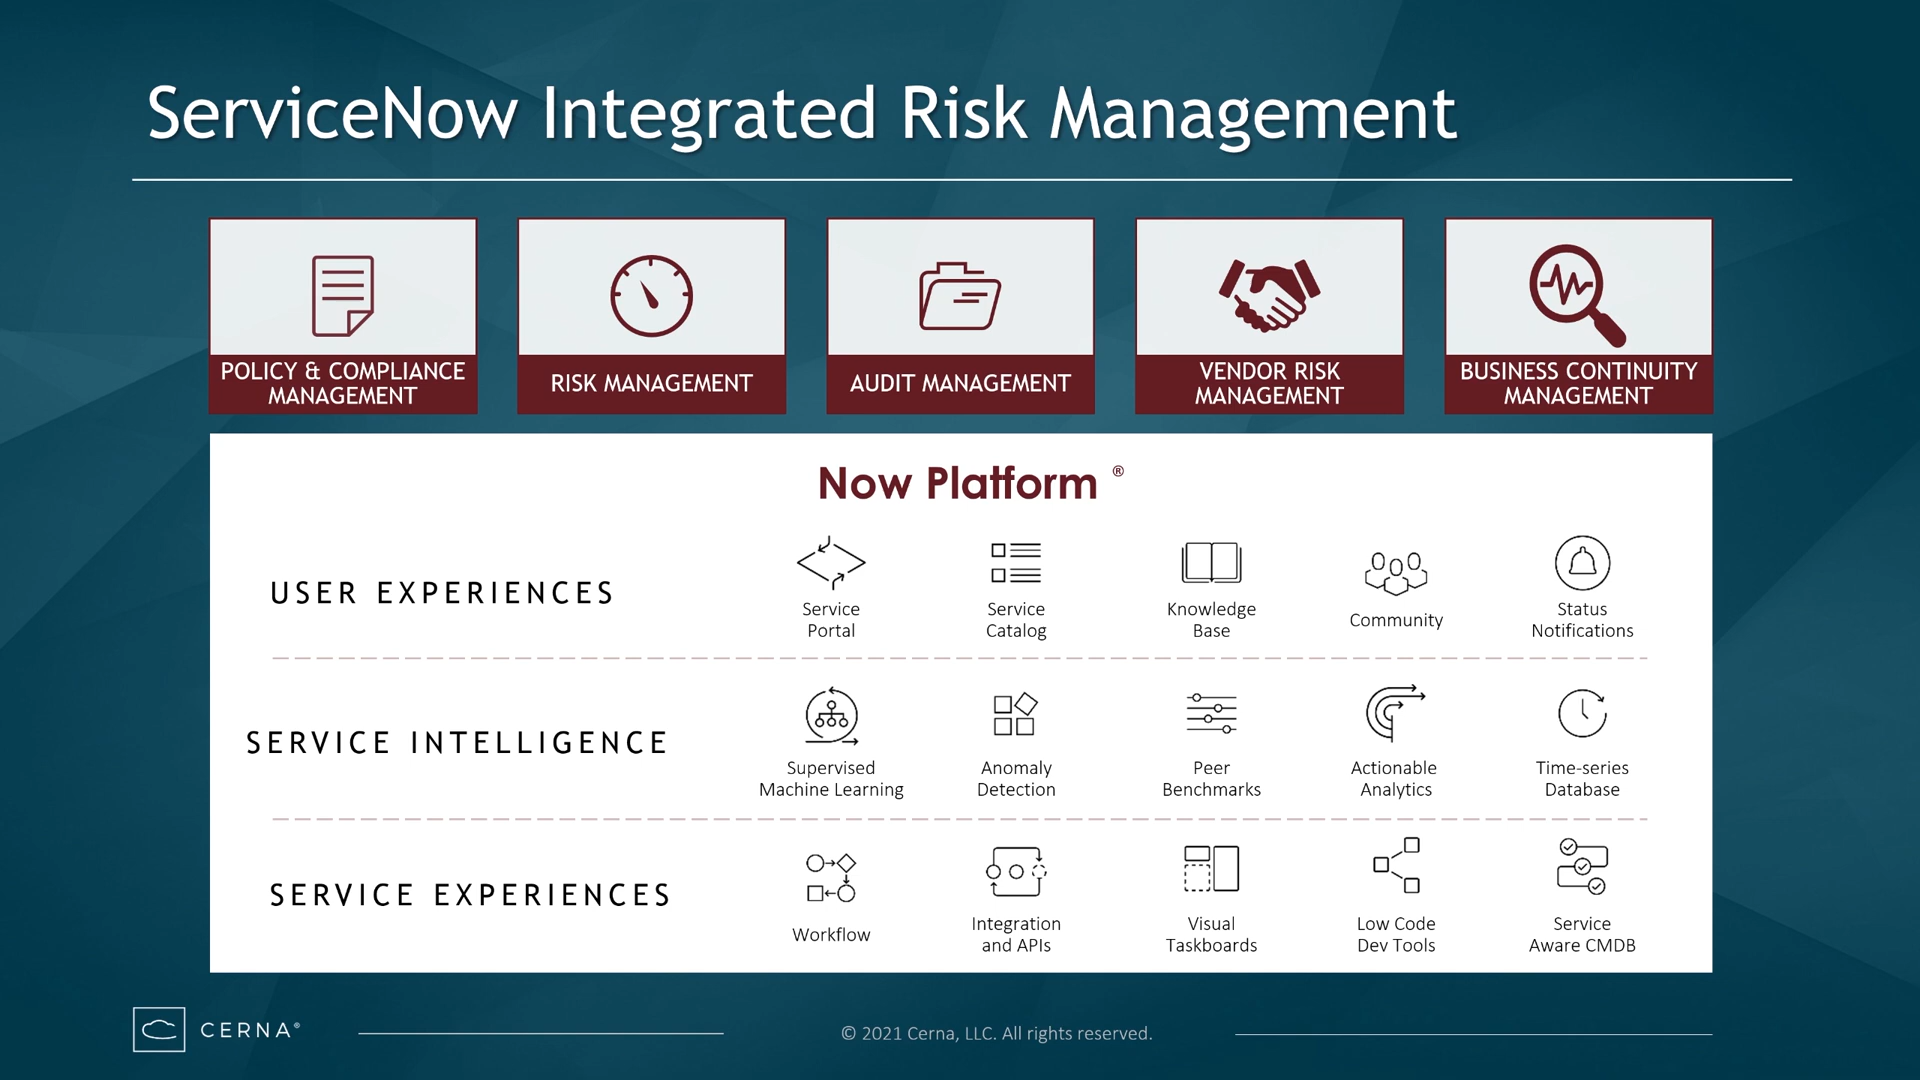 ServiceNow Integrated Risk Management
POLICY & COMPLIANCE
MANAGEMENT
RISK MANAGEMENT
AUDIT MANAGEMENT
VENDOR RISK
MANAGEMENT
BUSINESS CONTINUITY
MANAGEMENT
Now Platform ®
USER EXPERIENCES
Service
Portal
Service
Catalog
Knowledge
Base
Community
Status
Notifications
SERVICE INTELLIGENCE
Supervised
Machine Learning
Anomaly
Detection
Peer
Benchmarks
Actionable
Analytics
Time-series
Database
SERVICE EXPERIENCES
Workflow
Integration
and APIs
Visual
Taskboards
Low Code
Dev Tools
Service
Aware CMDB
CERNA®
© 2021 Cerna, LLC. All rights reserved.